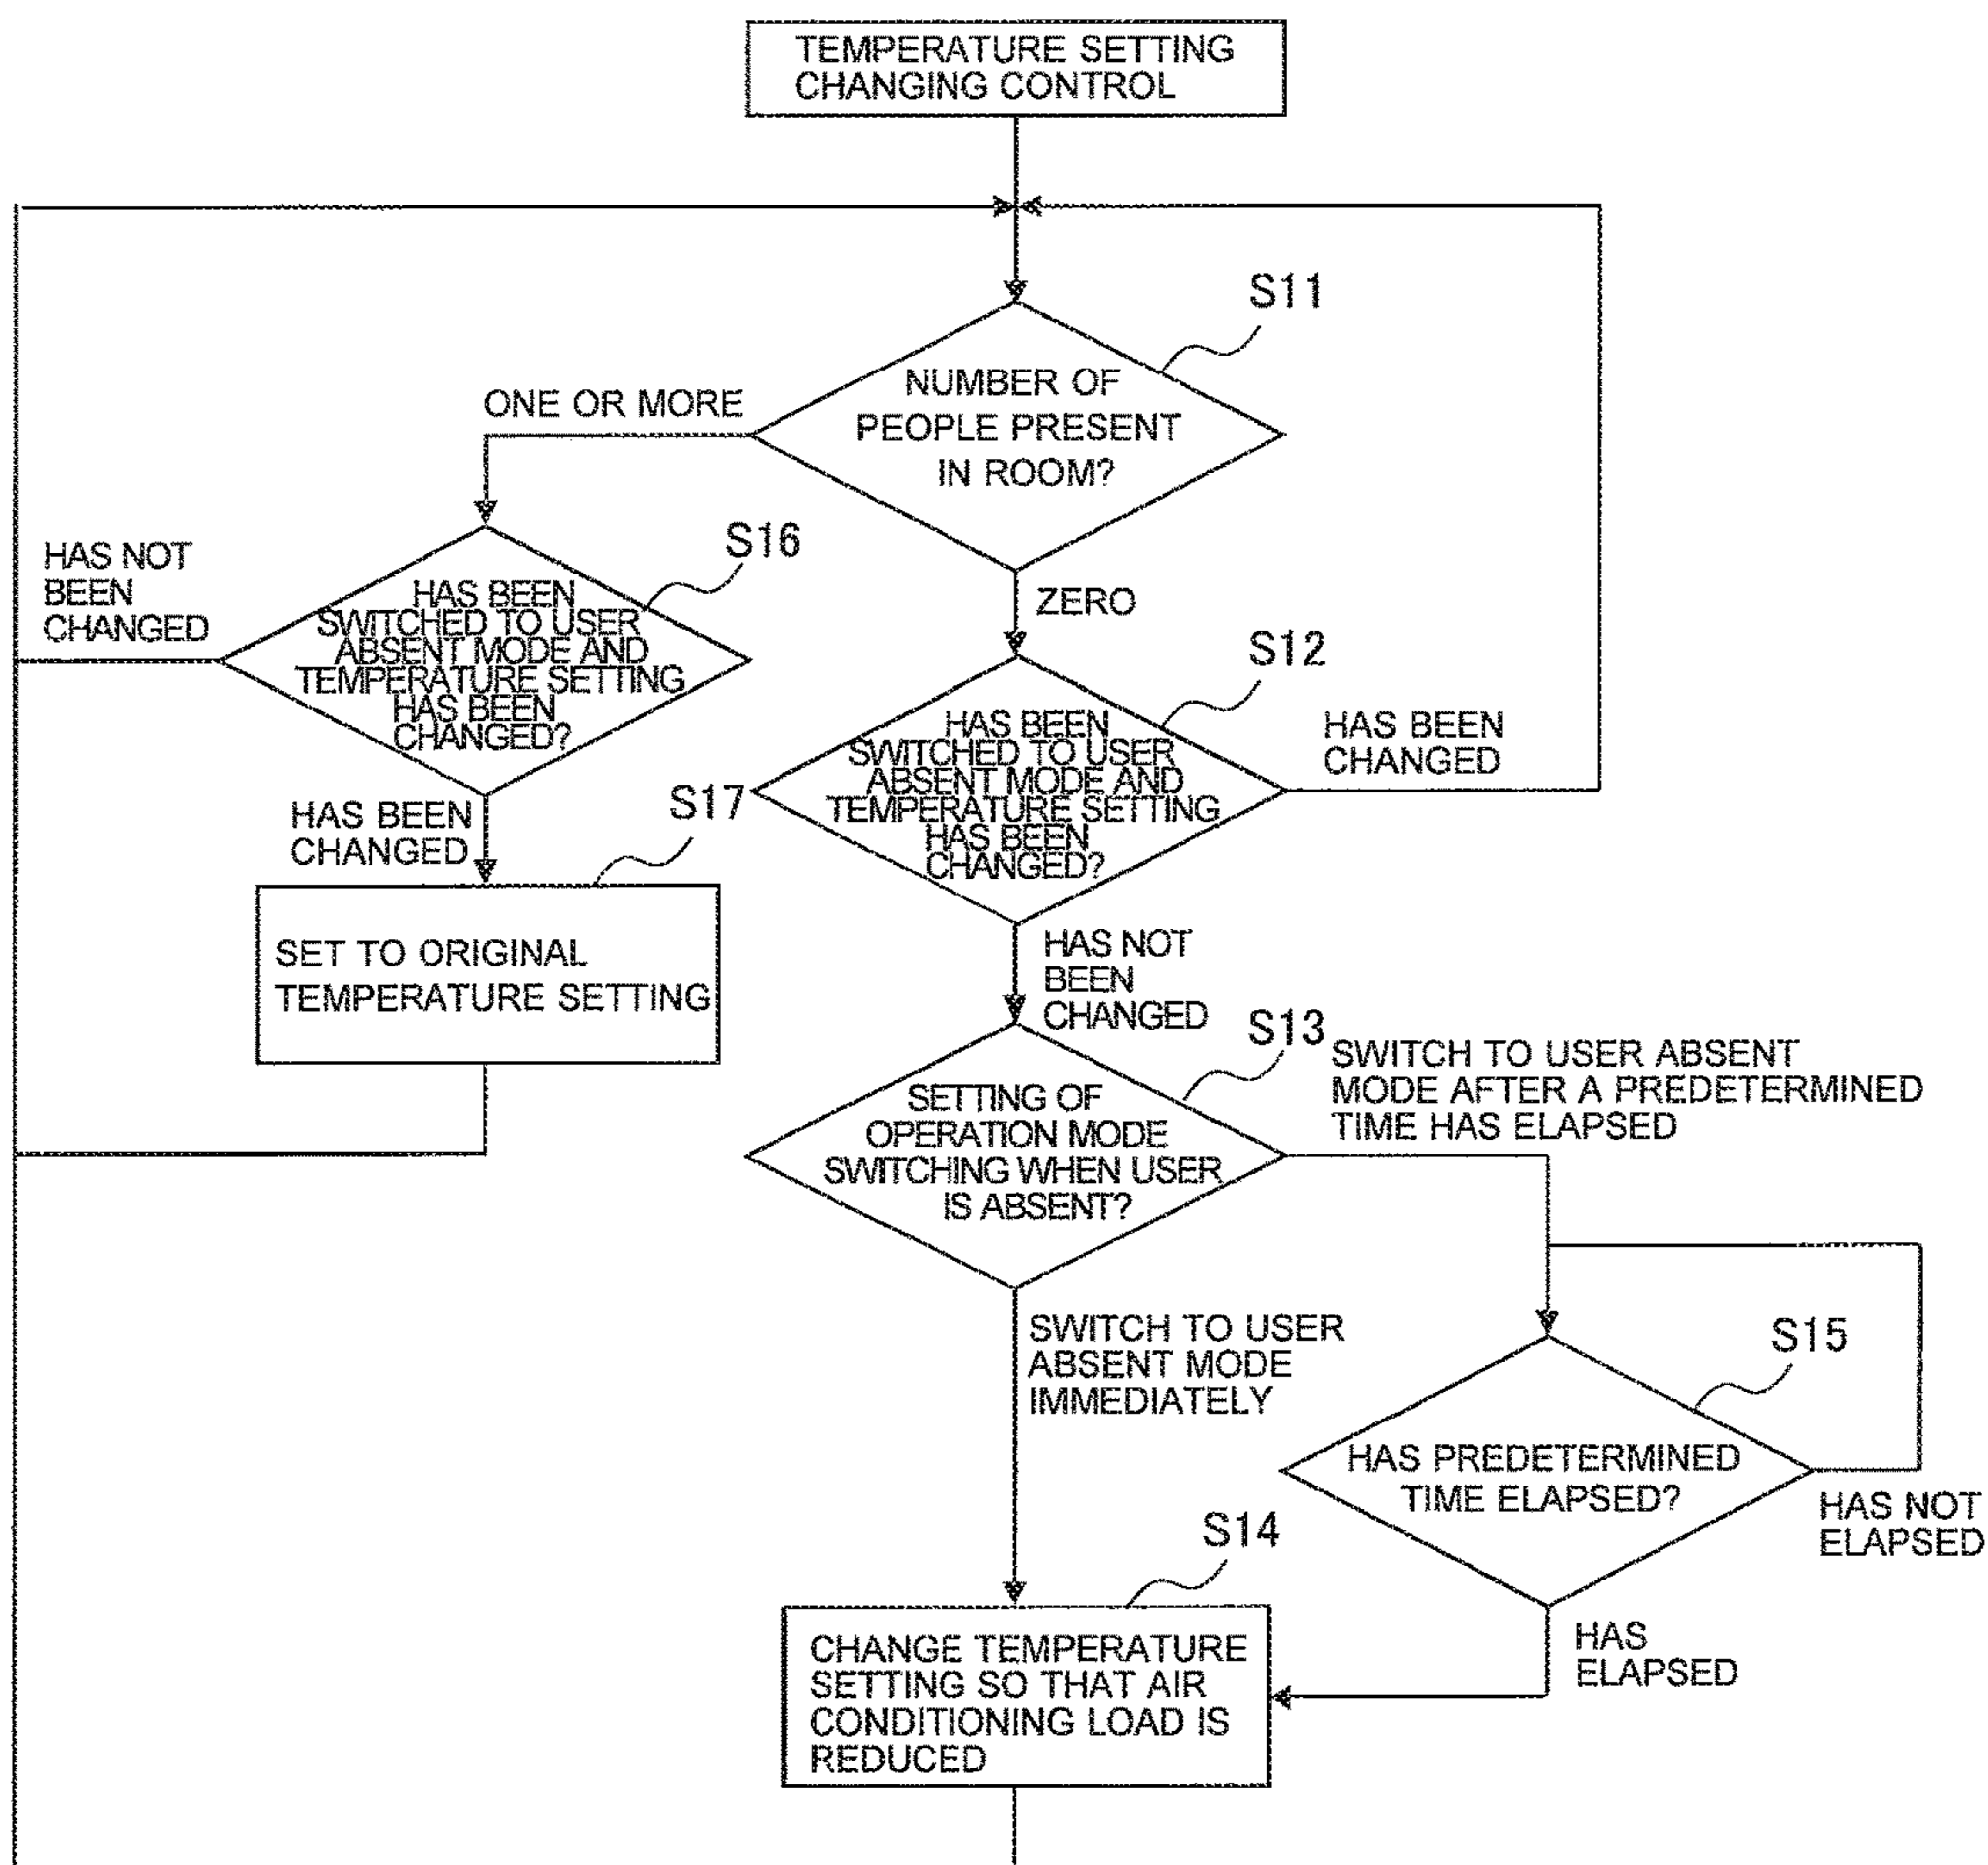 TEMPERATURE SETTING
CHANGING CONTROL
S11
NUMBER OF
PEOPLE PRESENT
IN ROOM?
ONE OR MORE
ZERO
S16
HAS BEEN
SWITCHED TO USER
ABSENT MODE AND
TEMPERATURE SETTING
HAS BEEN
CHANGED?
HAS NOT
BEEN
CHANGED
HAS BEEN
CHANGED
S17
SET TO ORIGINAL
TEMPERATURE SETTING
S12
HAS BEEN
SWITCHED TO USER
ABSENT MODE AND
TEMPERATURE SETTING
HAS BEEN
CHANGED?
HAS BEEN
CHANGED
HAS NOT
BEEN
CHANGED
S13
SETTING OF
OPERATION MODE
SWITCHING WHEN USER
IS ABSENT?
SWITCH TO USER ABSENT
MODE AFTER A PREDETERMINED
TIME HAS ELAPSED
SWITCH TO USER
ABSENT MODE
IMMEDIATELY
S15
HAS PREDETERMINED
TIME ELAPSED?
HAS NOT
ELAPSED
HAS
ELAPSED
S14
CHANGE TEMPERATURE
SETTING SO THAT AIR
CONDITIONING LOAD IS
REDUCED